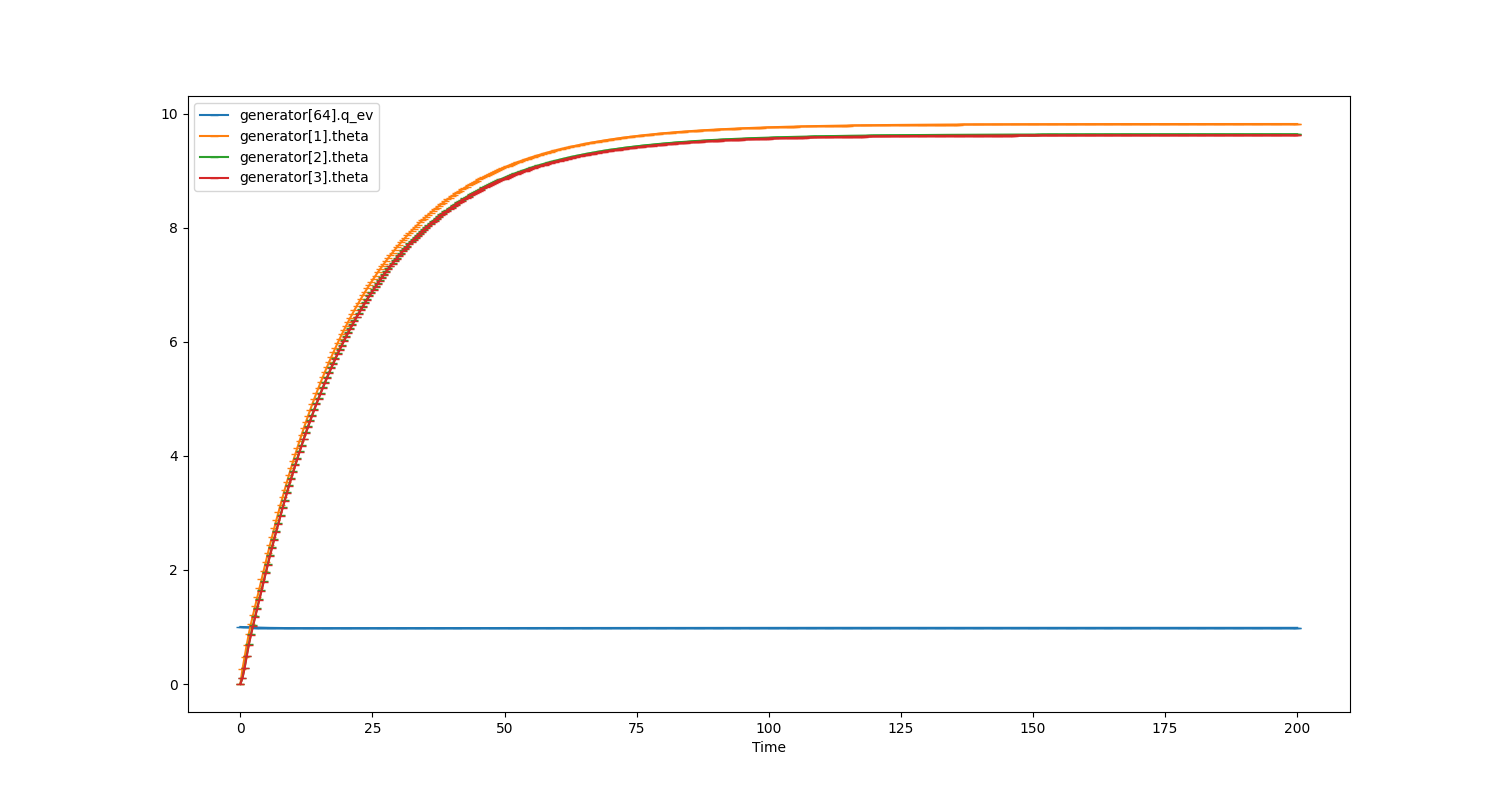 generator[64].q_ev
generator[1].theta
generator[2].theta
generator[3].theta
10
8
6
4
2
0
0 25 50 75 100 125 150 175 200
Time